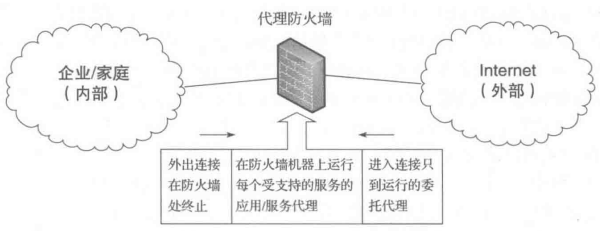 代理防火墙
企业/家庭
（内部）
Internet
（外部）
外出连接
在防火墙
处终止
在防火墙机器上运行
每个受支持的服务的
应用/服务代理
进入连接只
到运行的委
托代理